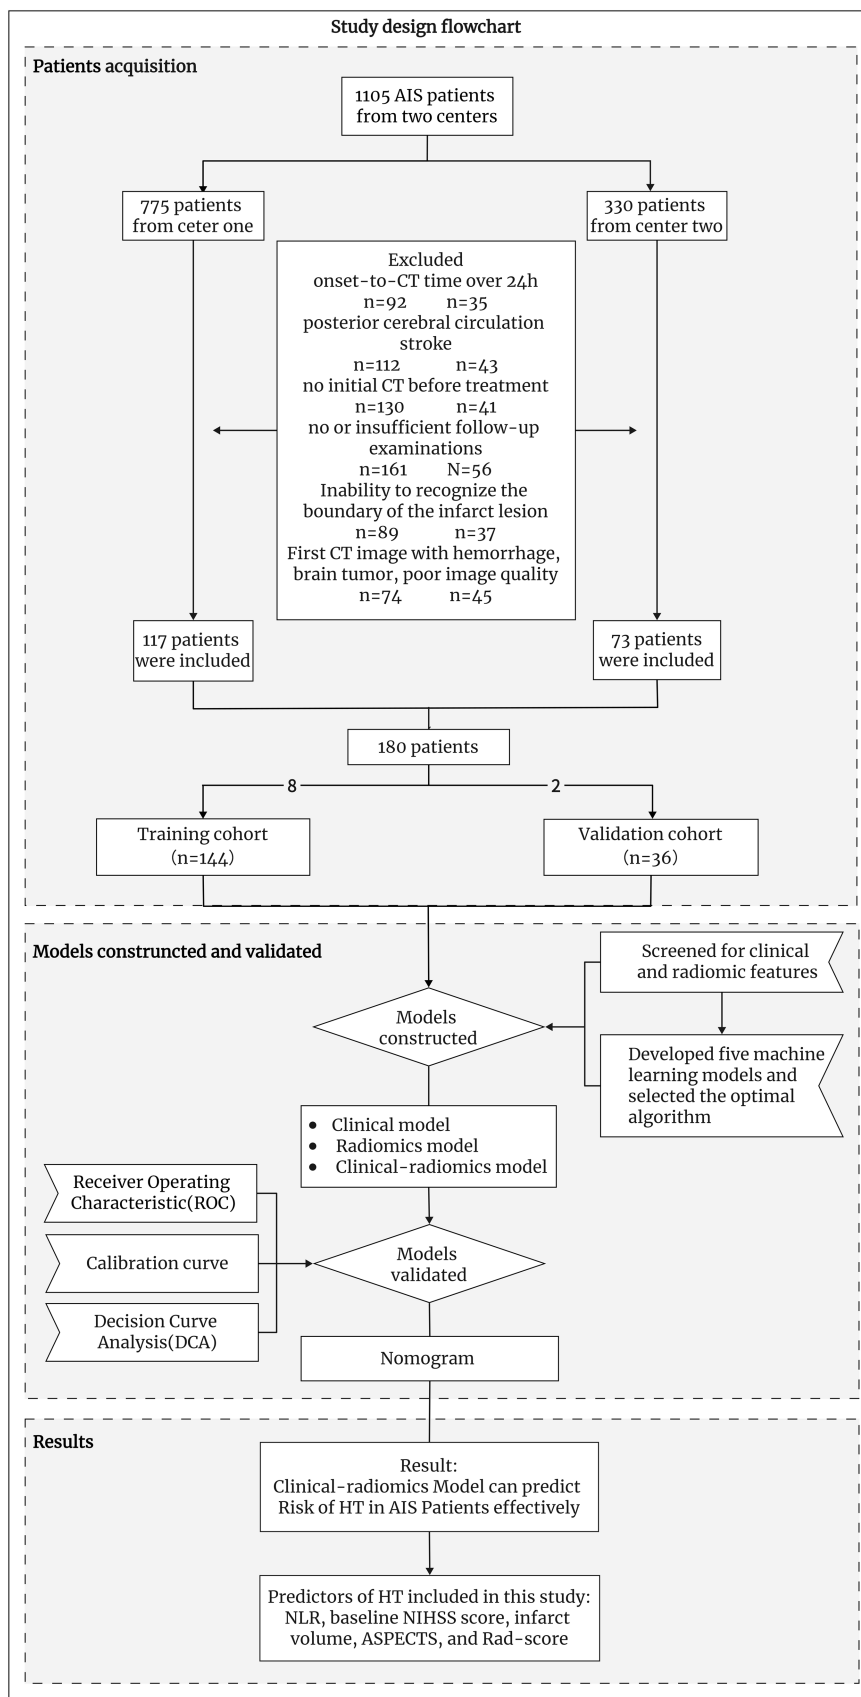 Study design flowchart
Patients acquisition
1105 AIS patients
from two centers
775 patients
from ceter one
330 patients
from center two
Excluded
onset-to-CT time over 24h
n=92 n=35
posterior cerebral circulation
stroke
n=112 n=43
no initial CT before treatment
n=130 n=41
no or insufficient follow-up
examinations
n=161 N=56
Inability to recognize the
boundary of the infarct lesion
n=89 n=37
First CT image with hemorrhage,
brain tumor, poor image quality
n=74 n=45
117 patients
were included
73 patients
were included
180 patients
8
2
Training cohort
(n=144)
Validation cohort
(n=36)
Models construncted and validated
Screened for clinical
and radiomic features
Models
constructed
Developed five machine
learning models and
selected the optimal
algorithm
• Clinical model
• Radiomics model
• Clinical-radiomics model
Receiver Operating
Characteristic(ROC)
Calibration curve
Decision Curve
Analysis(DCA)
Models
validated
Nomogram
Results
Result:
Clinical-radiomics Model can predict
Risk of HT in AIS Patients effectively
Predictors of HT included in this study:
NLR, baseline NIHSS score, infarct
volume, ASPECTS, and Rad-score